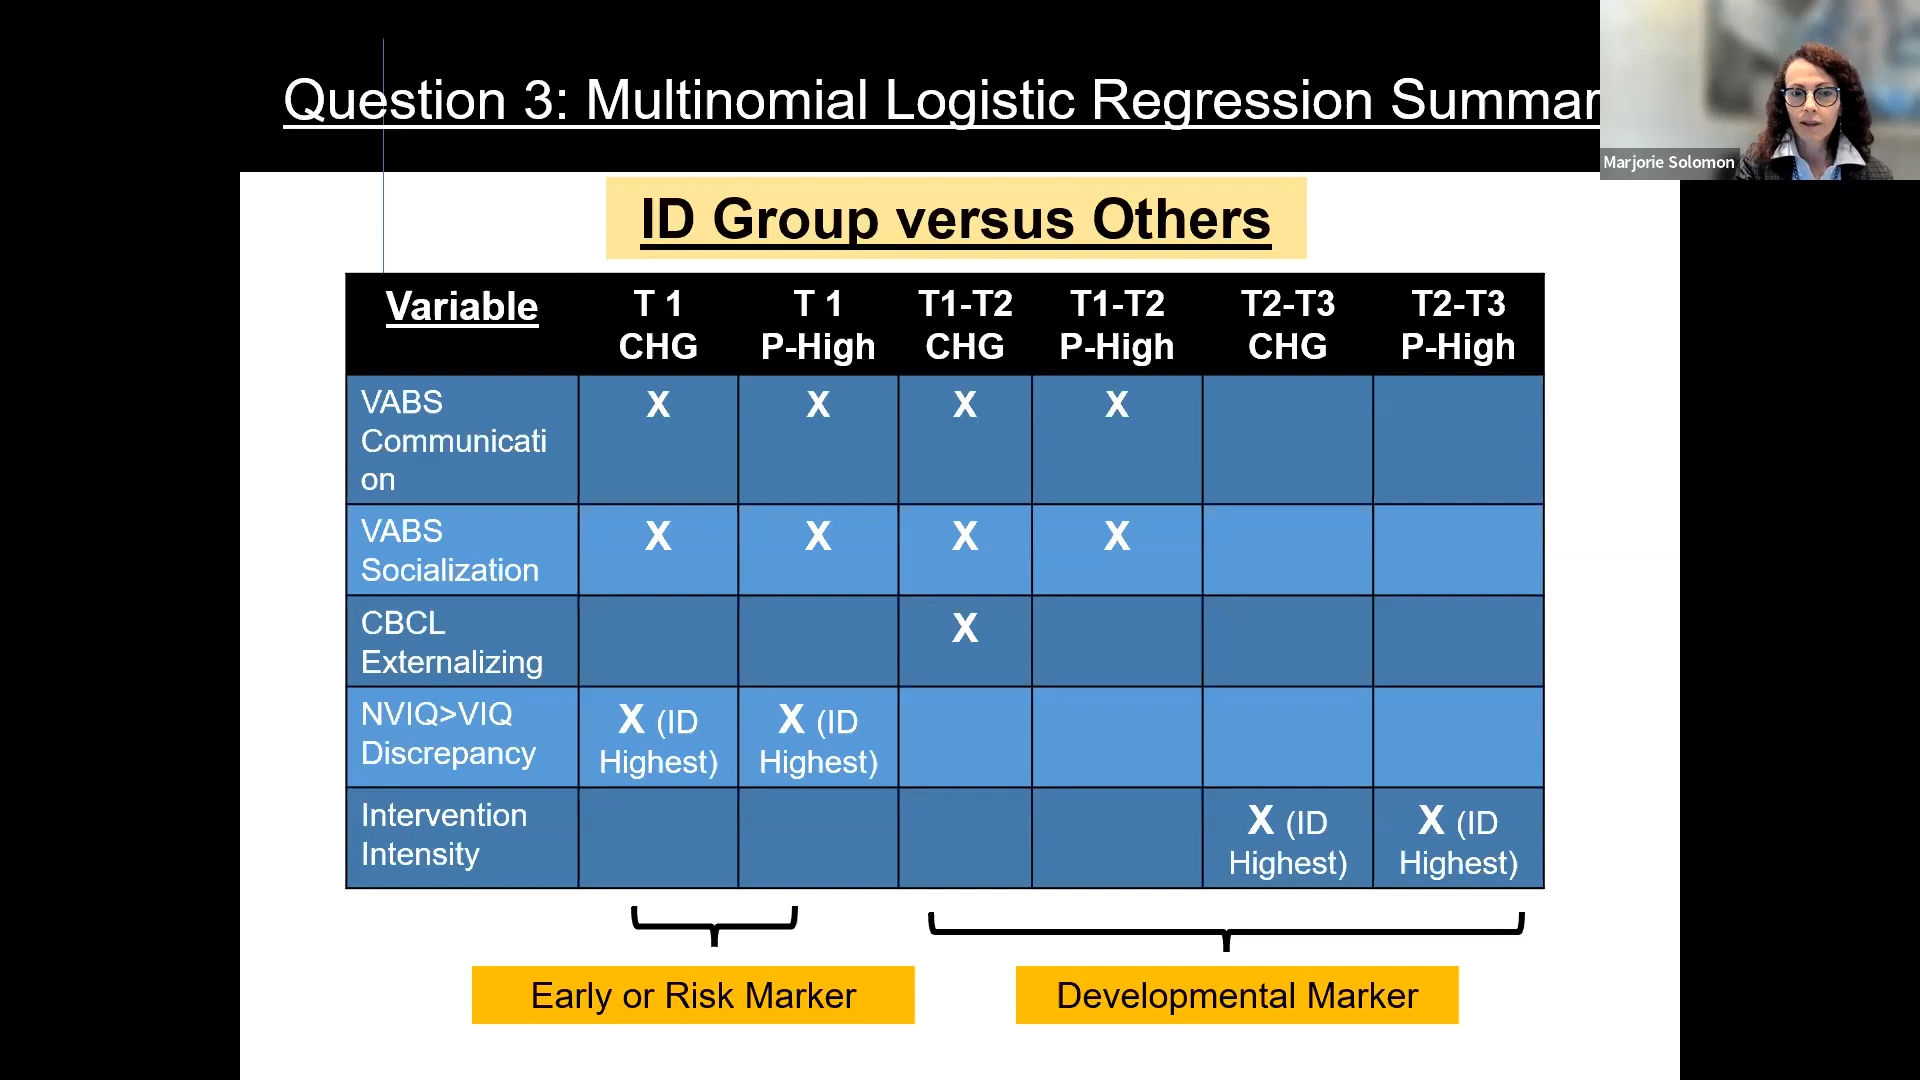 Question 3: Multinomial Logistic Regression Summar
Marjorie Solomon
ID Group versus Others
Variable
T 1
CHG
T 1
P-High
T1-T2
CHG
T1-T2
P-High
T2-T3
CHG
T2-T3
P-High
VABS
Communicati
on
X
X
X
X
VABS
Socialization
X
X
X
X
CBCL
Externalizing
X
NVIQ>VIQ
Discrepancy
X (ID
Highest)
X (ID
Highest)
Intervention
Intensity
X (ID
Highest)
X (ID
Highest)
Early or Risk Marker
Developmental Marker